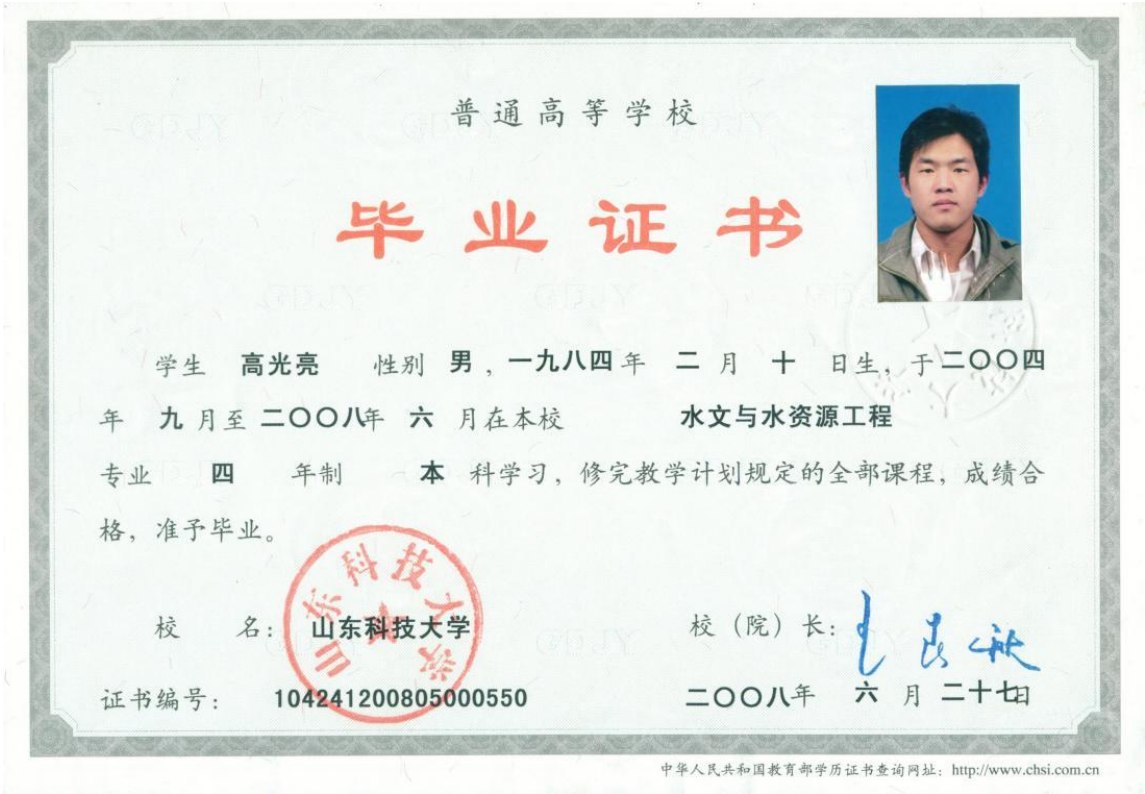 普通高等学校
毕业证书
学生 高光亮 性别 男，一九八四年 二 月 十 日生，于二〇〇四
年 九 月至 二〇〇八年 六 月在本校 水文与水资源工程
专业 四 年制 本 科学习，修完教学计划规定的全部课程，成绩合
格，准予毕业。
山东科技大学
校 名： 山东科技大学 校（院）长：
证书编号： 104241200805000550 二〇〇八年 六 月 二十七日
中华人民共和国教育部学历证书查询网址：http://www.chsi.com.cn